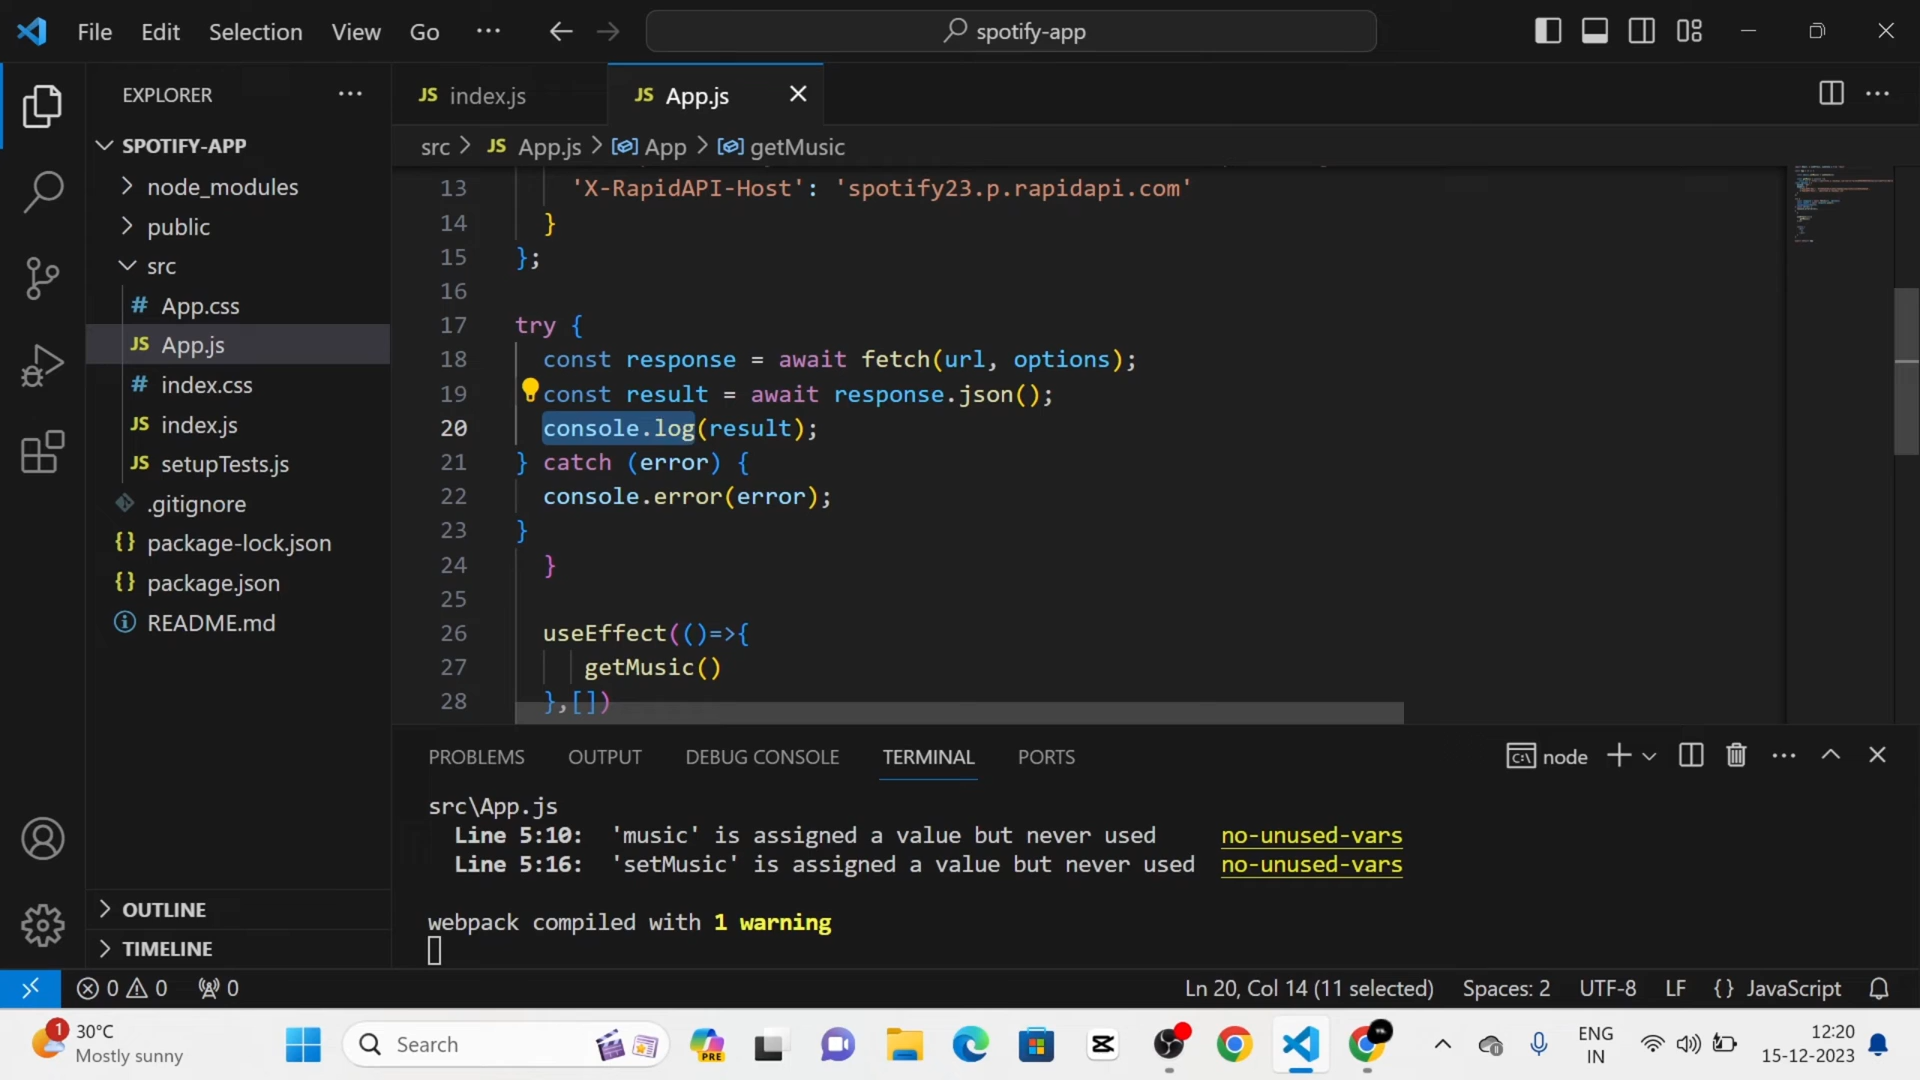 File Edit Selection View Go ··· spotify-app
EXPLORER ···
JS index.js JS App.js
SPOTIFY-APP
node_modules
public
src
# App.css
JS App.js
# index.css
JS index.js
JS setupTests.js
.gitignore
{} package-lock.json
{} package.json
README.md
OUTLINE
TIMELINE
src > JS App.js > App > getMusic
13 'X-RapidAPI-Host': 'spotify23.p.rapidapi.com'
14 }
15 };
16
17 try {
18 const response = await fetch(url, options);
19 const result = await response.json();
20 console.log(result);
21 } catch (error) {
22 console.error(error);
23 }
24 }
25
26 useEffect(()=>{
27 getMusic()
28 },[])
PROBLEMS OUTPUT DEBUG CONSOLE TERMINAL PORTS node
src\App.js
Line 5:10: 'music' is assigned a value but never used no-unused-vars
Line 5:16: 'setMusic' is assigned a value but never used no-unused-vars
webpack compiled with 1 warning
0 0 0 Ln 20, Col 14 (11 selected) Spaces: 2 UTF-8 LF {} JavaScript
1 30°C
Mostly sunny
Search
PRE
ENG
IN
12:20
15-12-2023